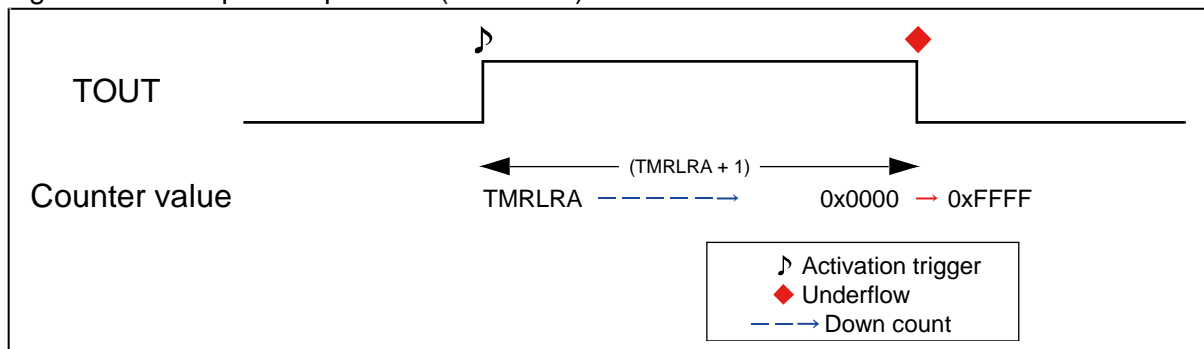 TOUT
(TMRLRA + 1)
Counter value TMRLRA 0x0000 → 0xFFFF
♪ Activation trigger
◆ Underflow
Down count